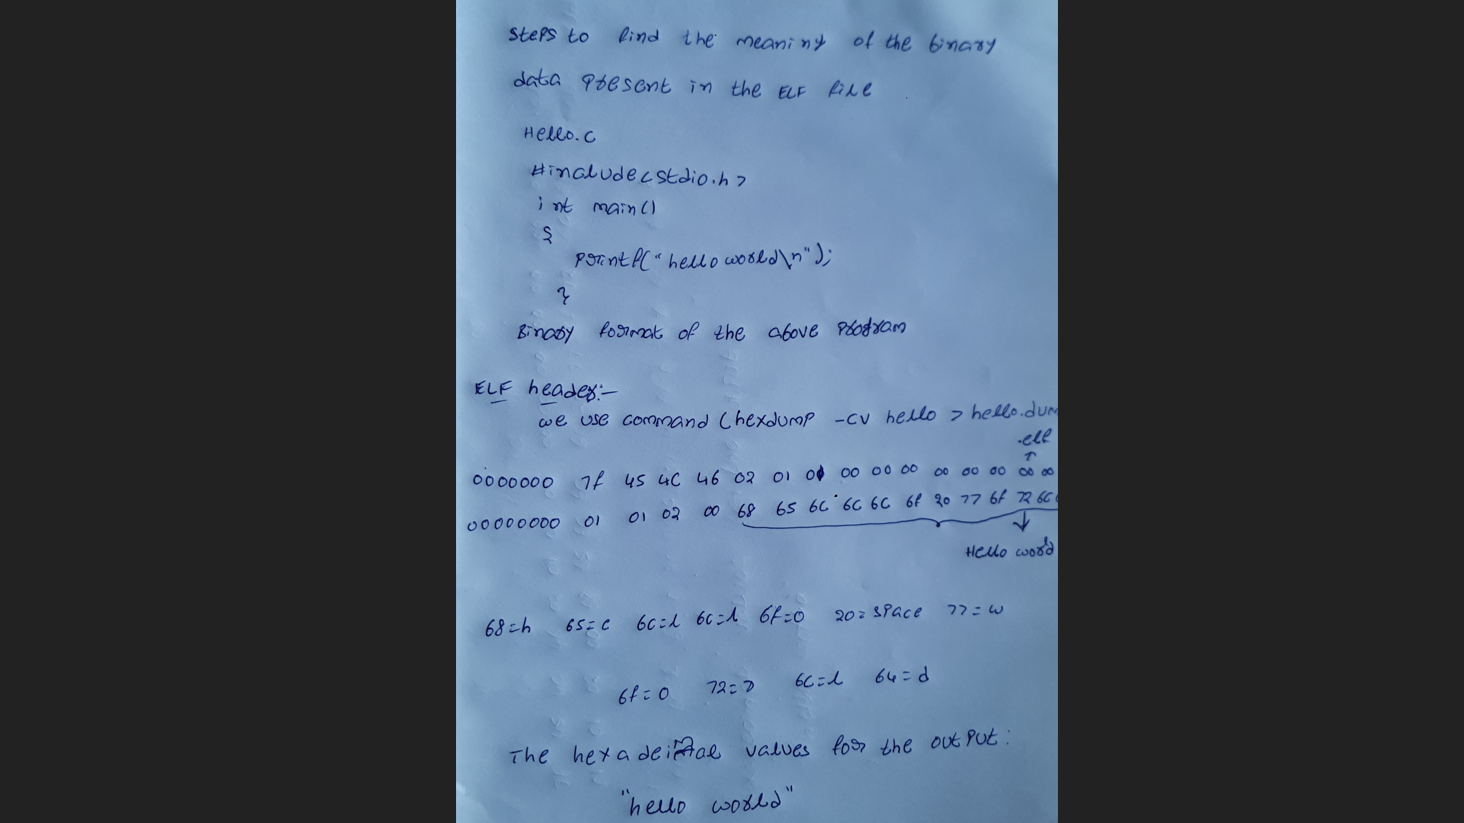 Steps to find the meaning of the binary
data present in the ELF file
Hello.c
#include<stdio.h>
int main()
{
printf("hello world\n");
}
Binary format of the above program
ELF header:-
we use command (hexdump -cv hello > hello.dum
.elf
0000000 7f 45 4C 46 02 01 01 00 00 00 00 00 00 00 00
00000000 01 01 02 00 68 65 6C 6C 6C 6f 20 77 6f 72 6C
Hello world
68=h 65=e 6C=l 6C=l 6f=o 20=space 77=w
6f=o 72=r 6C=l 64=d
The hexadeimal values for the output:
"hello world"